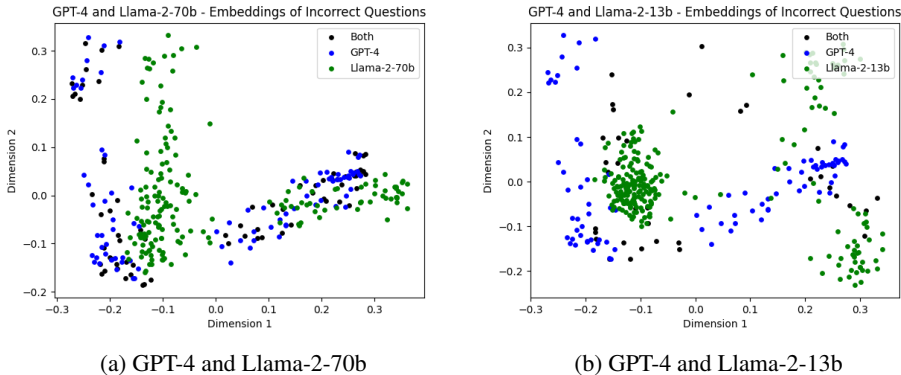 GPT-4 and Llama-2-70b - Embeddings of Incorrect Questions
Both
GPT-4
Llama-2-70b
Dimension 2
0.3
0.2
0.1
0.0
−0.1
−0.2
−0.3 −0.2 −0.1 0.0 0.1 0.2 0.3
Dimension 1
(a) GPT-4 and Llama-2-70b
GPT-4 and Llama-2-13b - Embeddings of Incorrect Questions
Both
GPT-4
Llama-2-13b
Dimension 2
0.3
0.2
0.1
0.0
−0.1
−0.2
−0.3 −0.2 −0.1 0.0 0.1 0.2 0.3
Dimension 1
(b) GPT-4 and Llama-2-13b